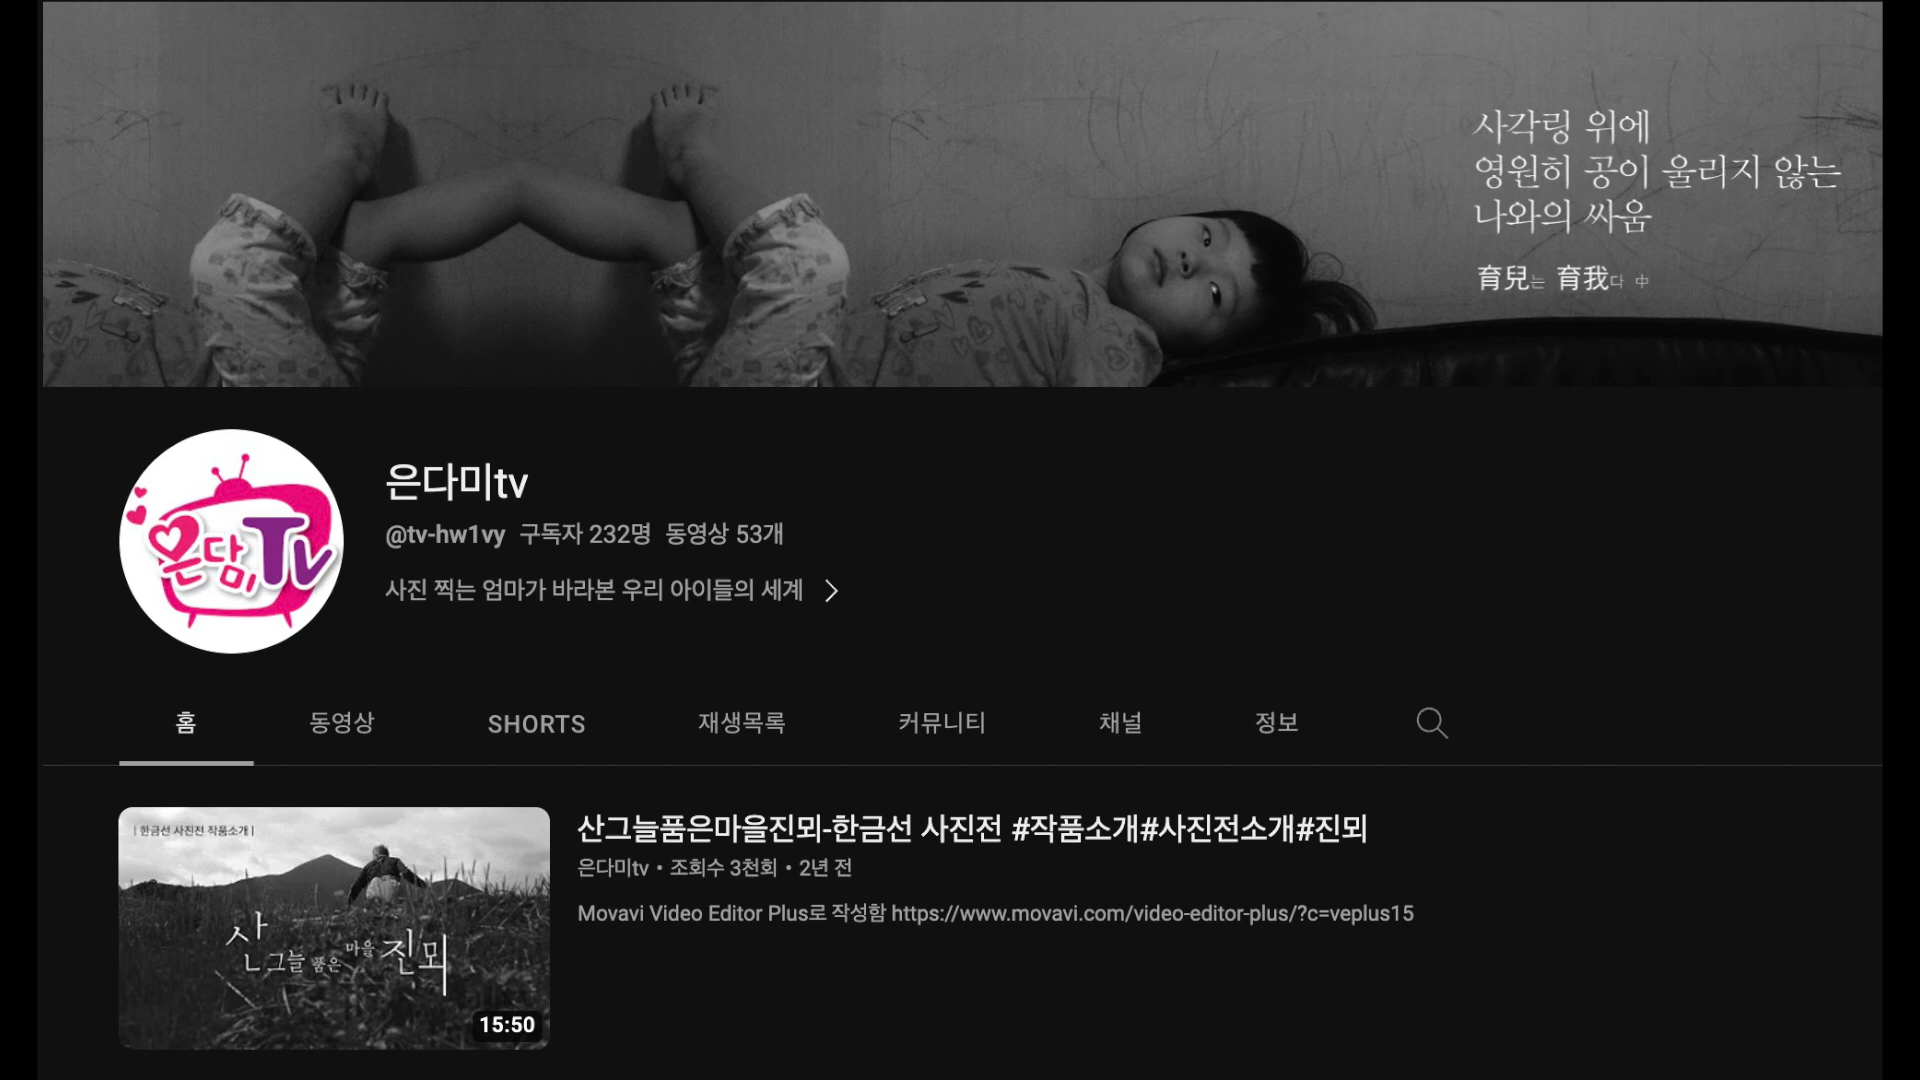 사각링 위에
영원히 공이 울리지 않는
나와의 싸움
育兒는 育我다 中
은다미TV
은다미tv
@tv-hw1vy 구독자 232명 동영상 53개
사진 찍는 엄마가 바라본 우리 아이들의 세계
홈 동영상 SHORTS 재생목록 커뮤니티 채널 정보
| 한금선 사진전 작품소개 |
산그늘 품은 마을 진뫼
15:50
산그늘품은마을진뫼-한금선 사진전 #작품소개#사진전소개#진뫼
은다미tv • 조회수 3천회 • 2년 전
Movavi Video Editor Plus로 작성함 https://www.movavi.com/video-editor-plus/?c=veplus15